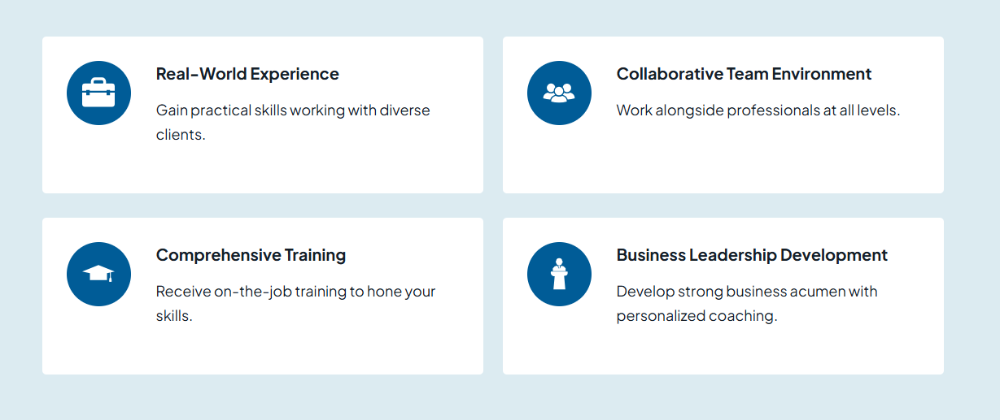 Real-World Experience
Gain practical skills working with diverse
clients.
Collaborative Team Environment
Work alongside professionals at all levels.
Comprehensive Training
Receive on-the-job training to hone your
skills.
Business Leadership Development
Develop strong business acumen with
personalized coaching.